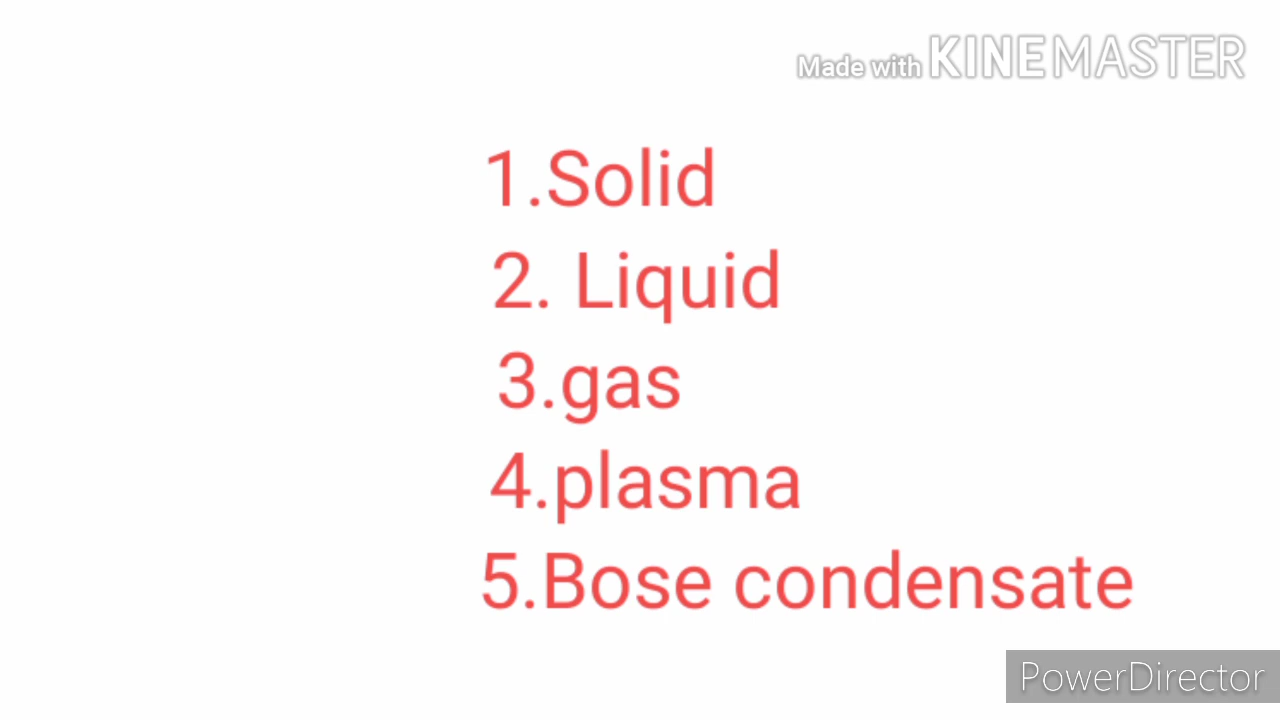 Made with KINEMASTER
1.Solid
2. Liquid
3.gas
4.plasma
5.Bose condensate
PowerDirector